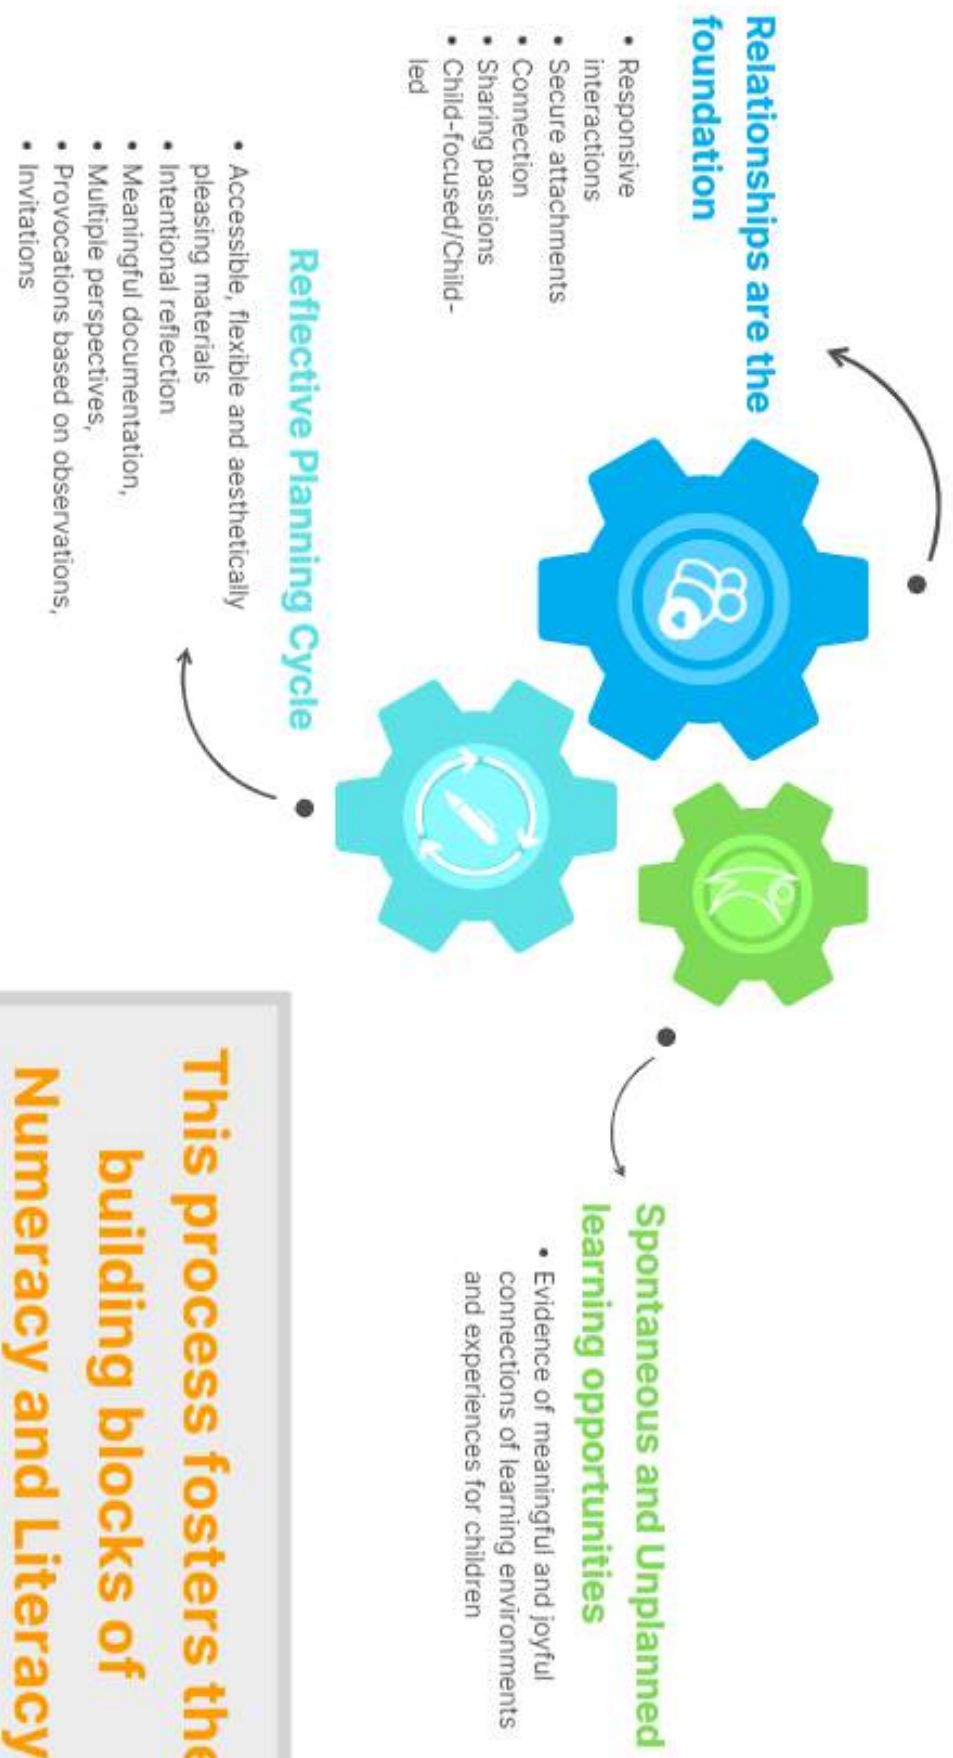 Relationships are the
foundation
• Responsive
interactions
• Secure attachments
• Connection
• Sharing passions
• Child-focused/Child-
led
Reflective Planning Cycle
• Accessible, flexible and aesthetically
pleasing materials
• Intentional reflection
• Meaningful documentation,
• Multiple perspectives,
• Provocations based on observations,
• Invitations
Spontaneous and Unplanned
learning opportunities
• Evidence of meaningful and joyful
connections of learning environments
and experiences for children
This process fosters the
building blocks of
Numeracy and Literacy